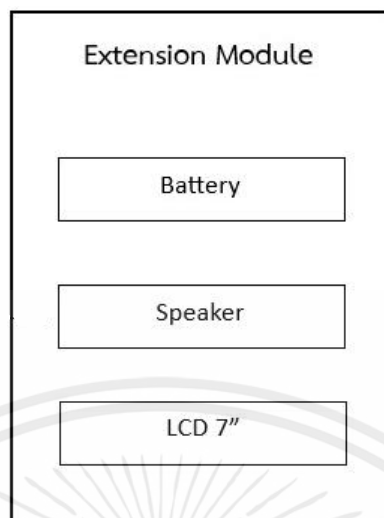 Extension Module
Battery
Speaker
LCD 7”